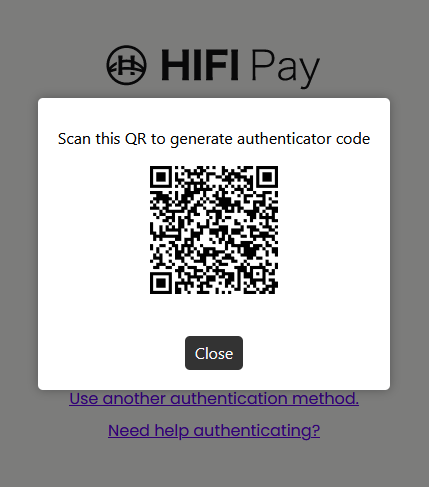 HIFI Pay
Scan this QR to generate authenticator code
Close
Use another authentication method.
Need help authenticating?